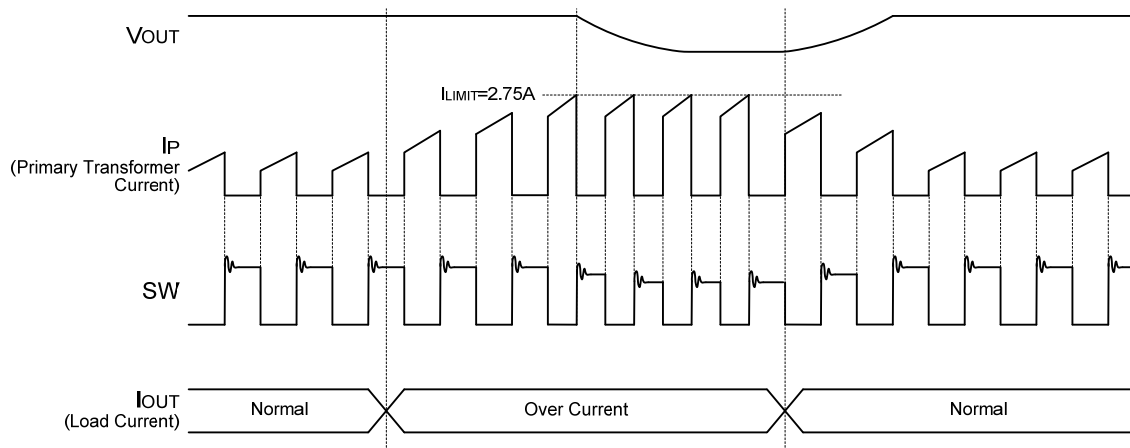 VOUT
ILIMIT=2.75A
IP
(Primary Transformer
Current)
SW
IOUT
(Load Current)
Normal
Over Current
Normal